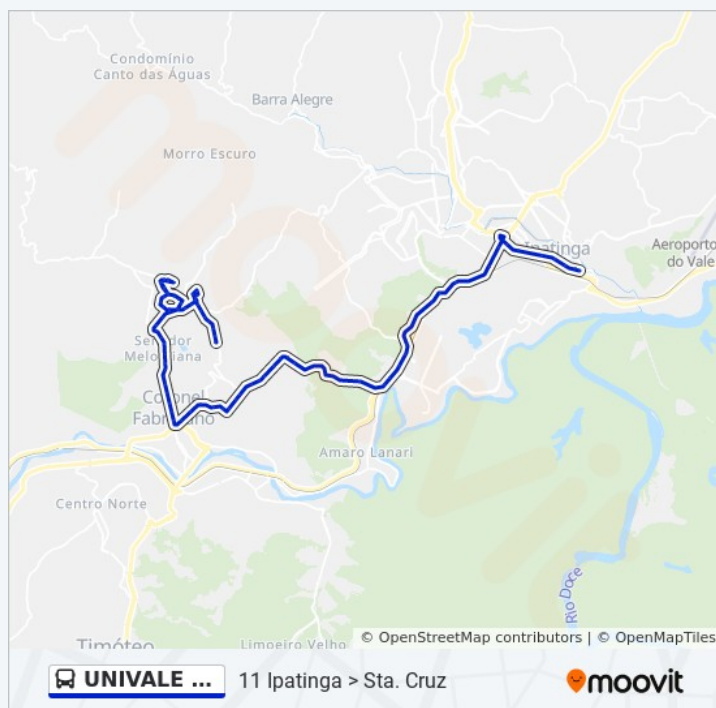 Condomínio
Canto das Águas
Barra Alegre
Morro Escuro
Ipatinga
Aeroporto
do Vale
Senador
Melo Viana
Coronel
Fabriciano
Amaro Lanari
Centro Norte
Rio Doce
Timóteo
Limoeiro Velho
© OpenStreetMap contributors | © OpenMapTiles
UNIVALE ...
11 Ipatinga > Sta. Cruz
moovit